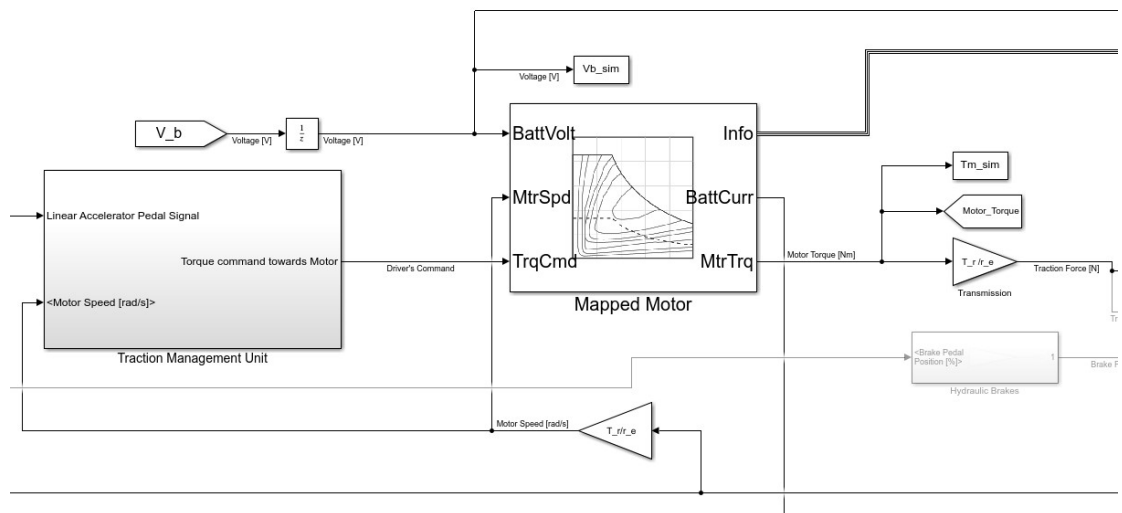 Vb_sim
Voltage [V]
V_b
Voltage [V]
1
z
Voltage [V]
BattVolt
Info
MtrSpd
BattCurr
TrqCmd
MtrTrq
Mapped Motor
Tm_sim
Motor_Torque
Motor Torque [Nm]
T_r /r_e
Transmission
Traction Force [N]
Linear Accelerator Pedal Signal
Torque command towards Motor
<Motor Speed [rad/s]>
Traction Management Unit
Driver's Command
<Brake Pedal
Position [%]>
1
Hydraulic Brakes
Motor Speed [rad/s]
T_r/r_e